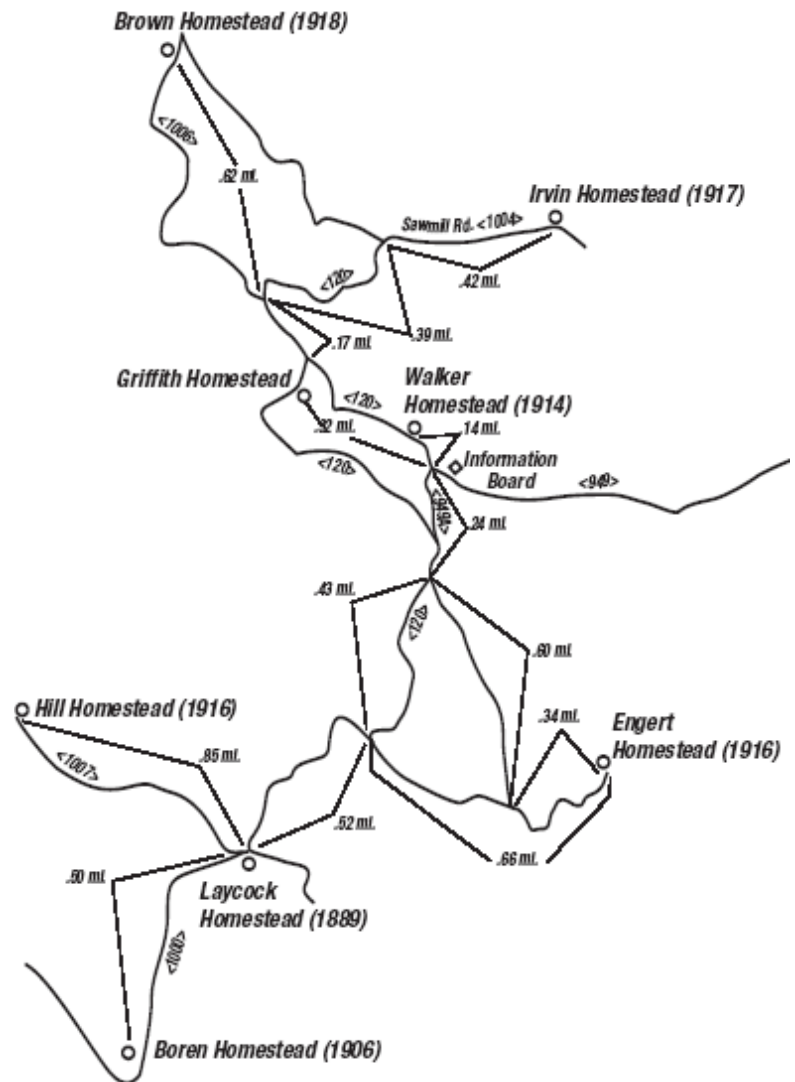 Brown Homestead (1918)
<1006>
.62 mi.
Irvin Homestead (1917)
Sawmill Rd. <1004>
.42 mi.
<120>
.39 mi.
.17 mi.
Griffith Homestead
Walker
Homestead (1914)
<120>
.32 mi.
.14 mi.
Information
Board
<120>
<949>
<949A>
.24 mi.
.43 mi.
<120>
.60 mi.
Hill Homestead (1916)
.34 mi.
Engert
Homestead (1916)
<1007>
.85 mi.
.52 mi.
.66 mi.
.50 mi.
Laycock
Homestead (1889)
<1000>
Boren Homestead (1906)